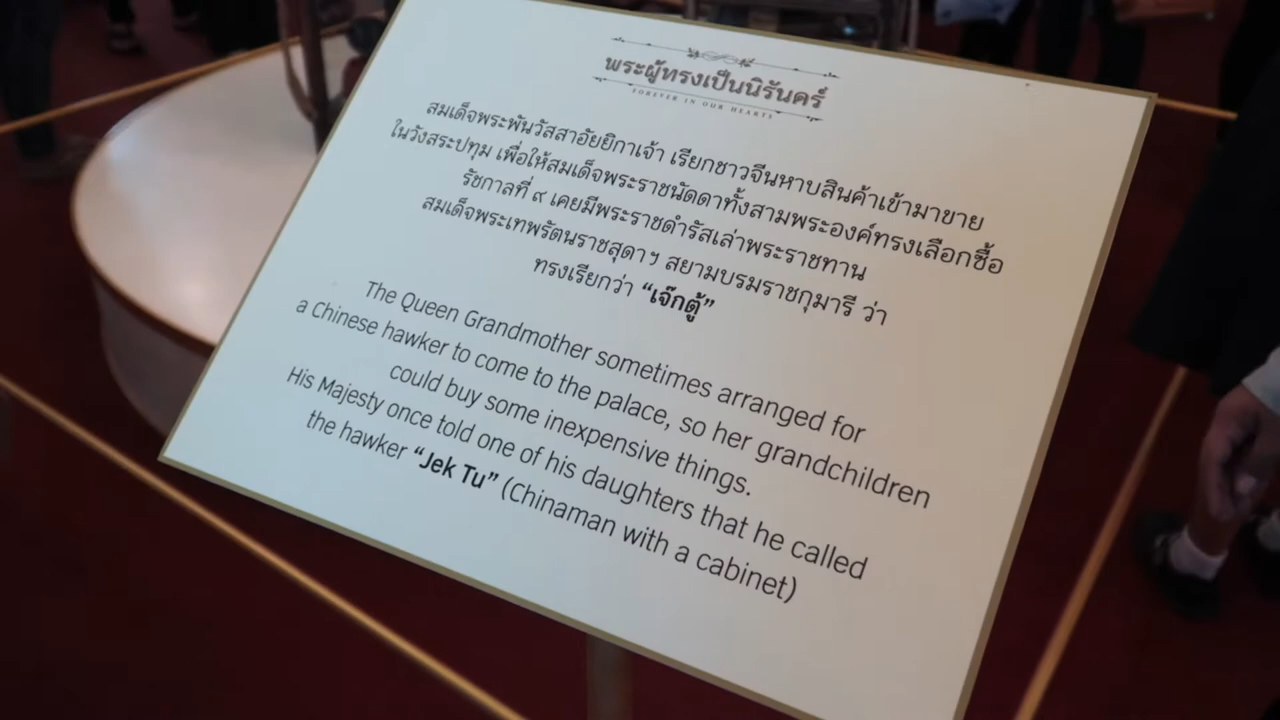 พระผู้ทรงเป็นนิรันดร์
FOREVER IN OUR HEARTS
สมเด็จพระพันวัสสาอัยยิกาเจ้า เรียกชาวจีนหาบสินค้าเข้ามาขาย
ในวังสระปทุม เพื่อให้สมเด็จพระราชนัดดาทั้งสามพระองค์ทรงเลือกซื้อ
รัชกาลที่ ๙ เคยมีพระราชดำรัสเล่าพระราชทาน
สมเด็จพระเทพรัตนราชสุดาฯ สยามบรมราชกุมารี ว่า
ทรงเรียกว่า “เจ๊กตู้”
The Queen Grandmother sometimes arranged for
a Chinese hawker to come to the palace, so her grandchildren
could buy some inexpensive things.
His Majesty once told one of his daughters that he called
the hawker “Jek Tu” (Chinaman with a cabinet)